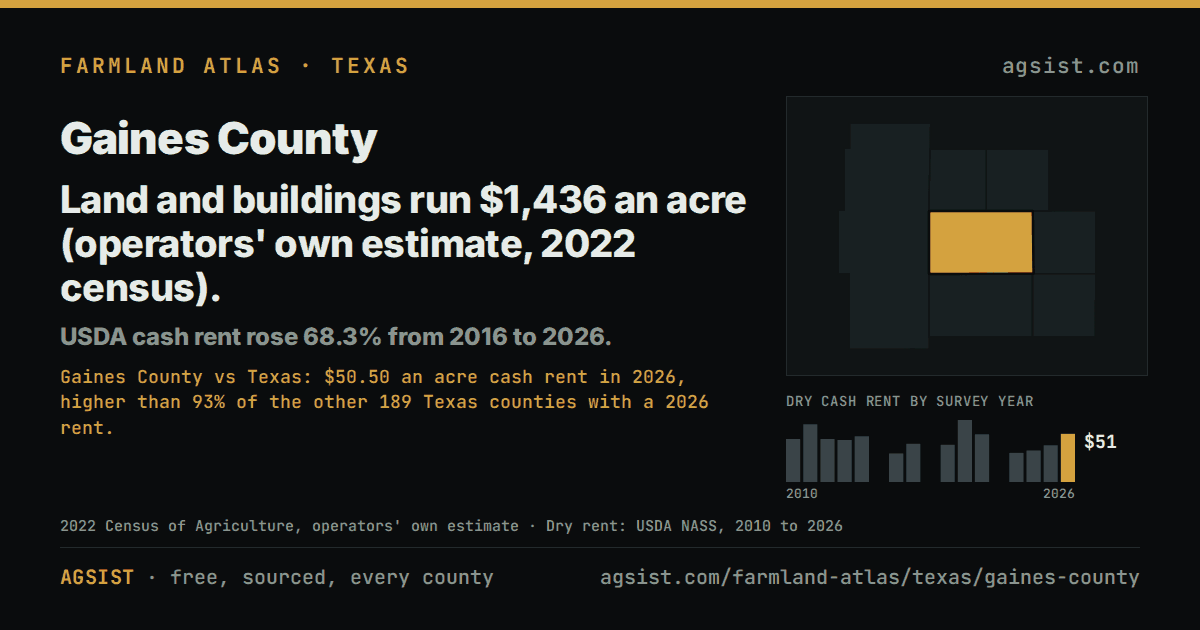 FARMLAND ATLAS · TEXAS
agsist.com
Gaines County
Land and buildings run $1,436 an acre
(operators' own estimate, 2022
census).
USDA cash rent rose 68.3% from 2016 to 2026.
Gaines County vs Texas: $50.50 an acre cash rent in 2026,
higher than 93% of the other 189 Texas counties with a 2026
rent.
DRY CASH RENT BY SURVEY YEAR
$51
2010
2026
2022 Census of Agriculture, operators' own estimate · Dry rent: USDA NASS, 2010 to 2026
AGSIST · free, sourced, every county
agsist.com/farmland-atlas/texas/gaines-county